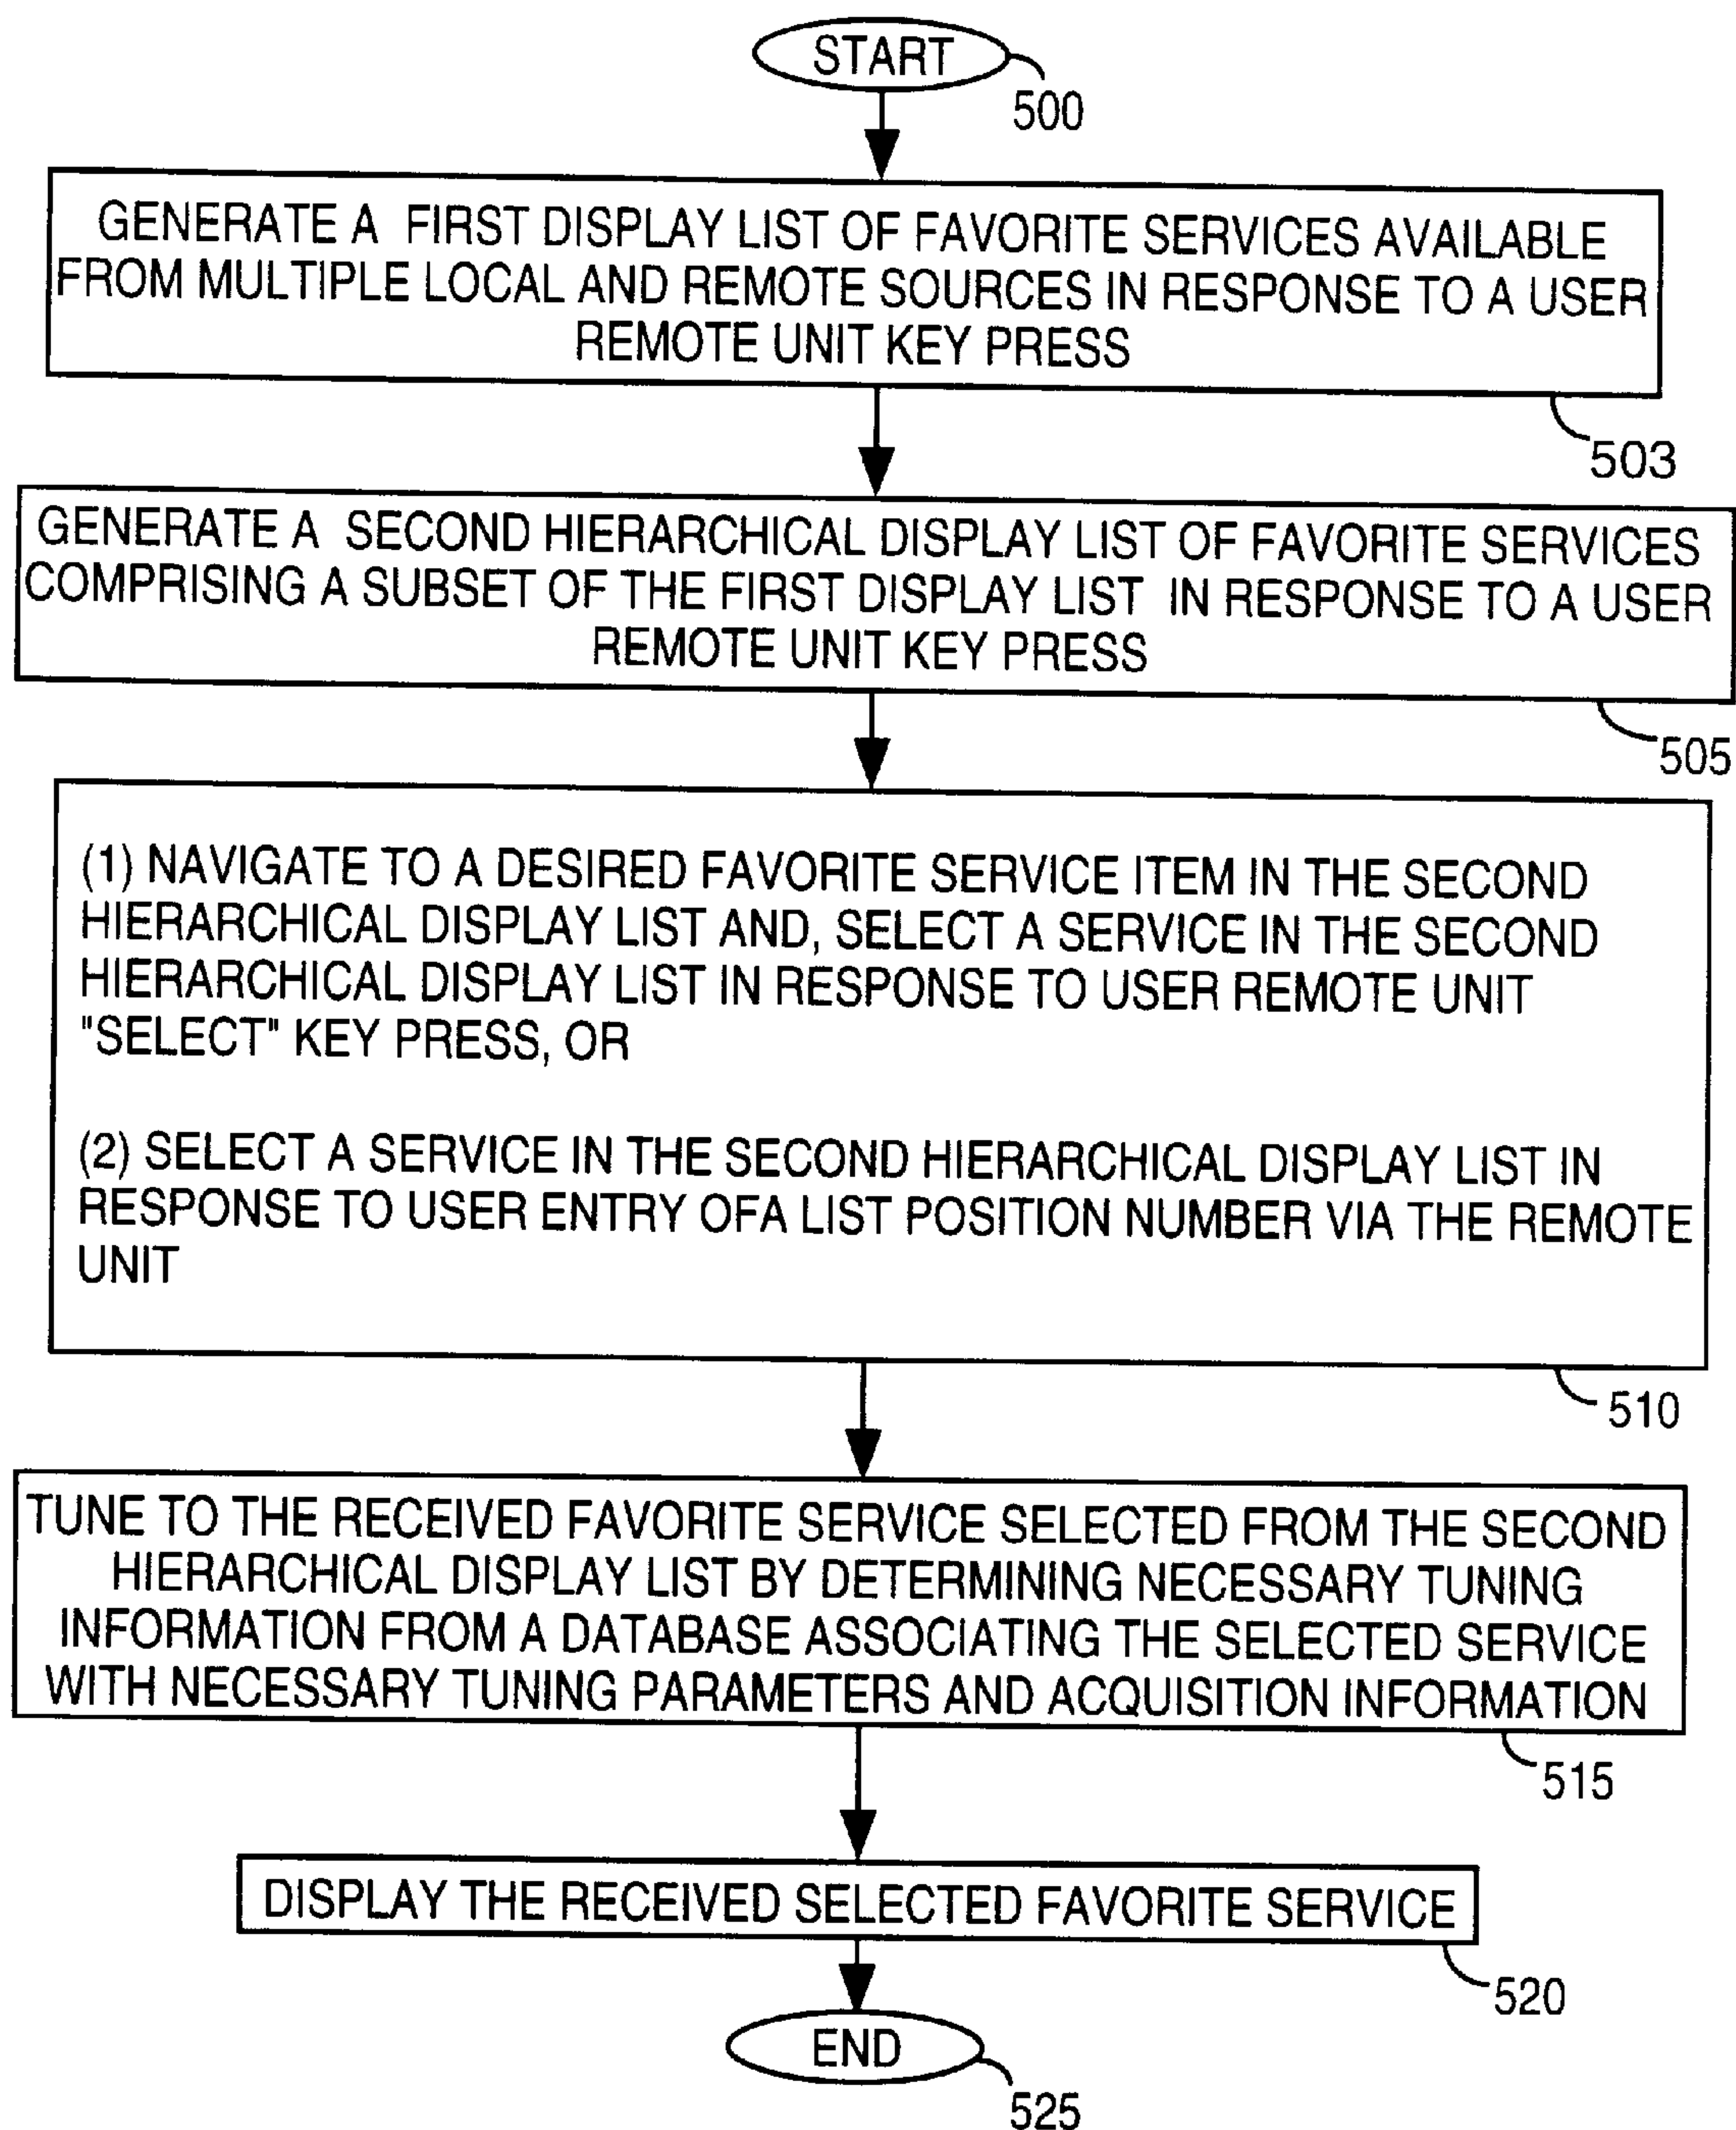 START
500
GENERATE A FIRST DISPLAY LIST OF FAVORITE SERVICES AVAILABLE
FROM MULTIPLE LOCAL AND REMOTE SOURCES IN RESPONSE TO A USER
REMOTE UNIT KEY PRESS
503
GENERATE A SECOND HIERARCHICAL DISPLAY LIST OF FAVORITE SERVICES
COMPRISING A SUBSET OF THE FIRST DISPLAY LIST IN RESPONSE TO A USER
REMOTE UNIT KEY PRESS
505
(1) NAVIGATE TO A DESIRED FAVORITE SERVICE ITEM IN THE SECOND
HIERARCHICAL DISPLAY LIST AND, SELECT A SERVICE IN THE SECOND
HIERARCHICAL DISPLAY LIST IN RESPONSE TO USER REMOTE UNIT
"SELECT" KEY PRESS, OR
(2) SELECT A SERVICE IN THE SECOND HIERARCHICAL DISPLAY LIST IN
RESPONSE TO USER ENTRY OFA LIST POSITION NUMBER VIA THE REMOTE
UNIT
510
TUNE TO THE RECEIVED FAVORITE SERVICE SELECTED FROM THE SECOND
HIERARCHICAL DISPLAY LIST BY DETERMINING NECESSARY TUNING
INFORMATION FROM A DATABASE ASSOCIATING THE SELECTED SERVICE
WITH NECESSARY TUNING PARAMETERS AND ACQUISITION INFORMATION
515
DISPLAY THE RECEIVED SELECTED FAVORITE SERVICE
520
END
525